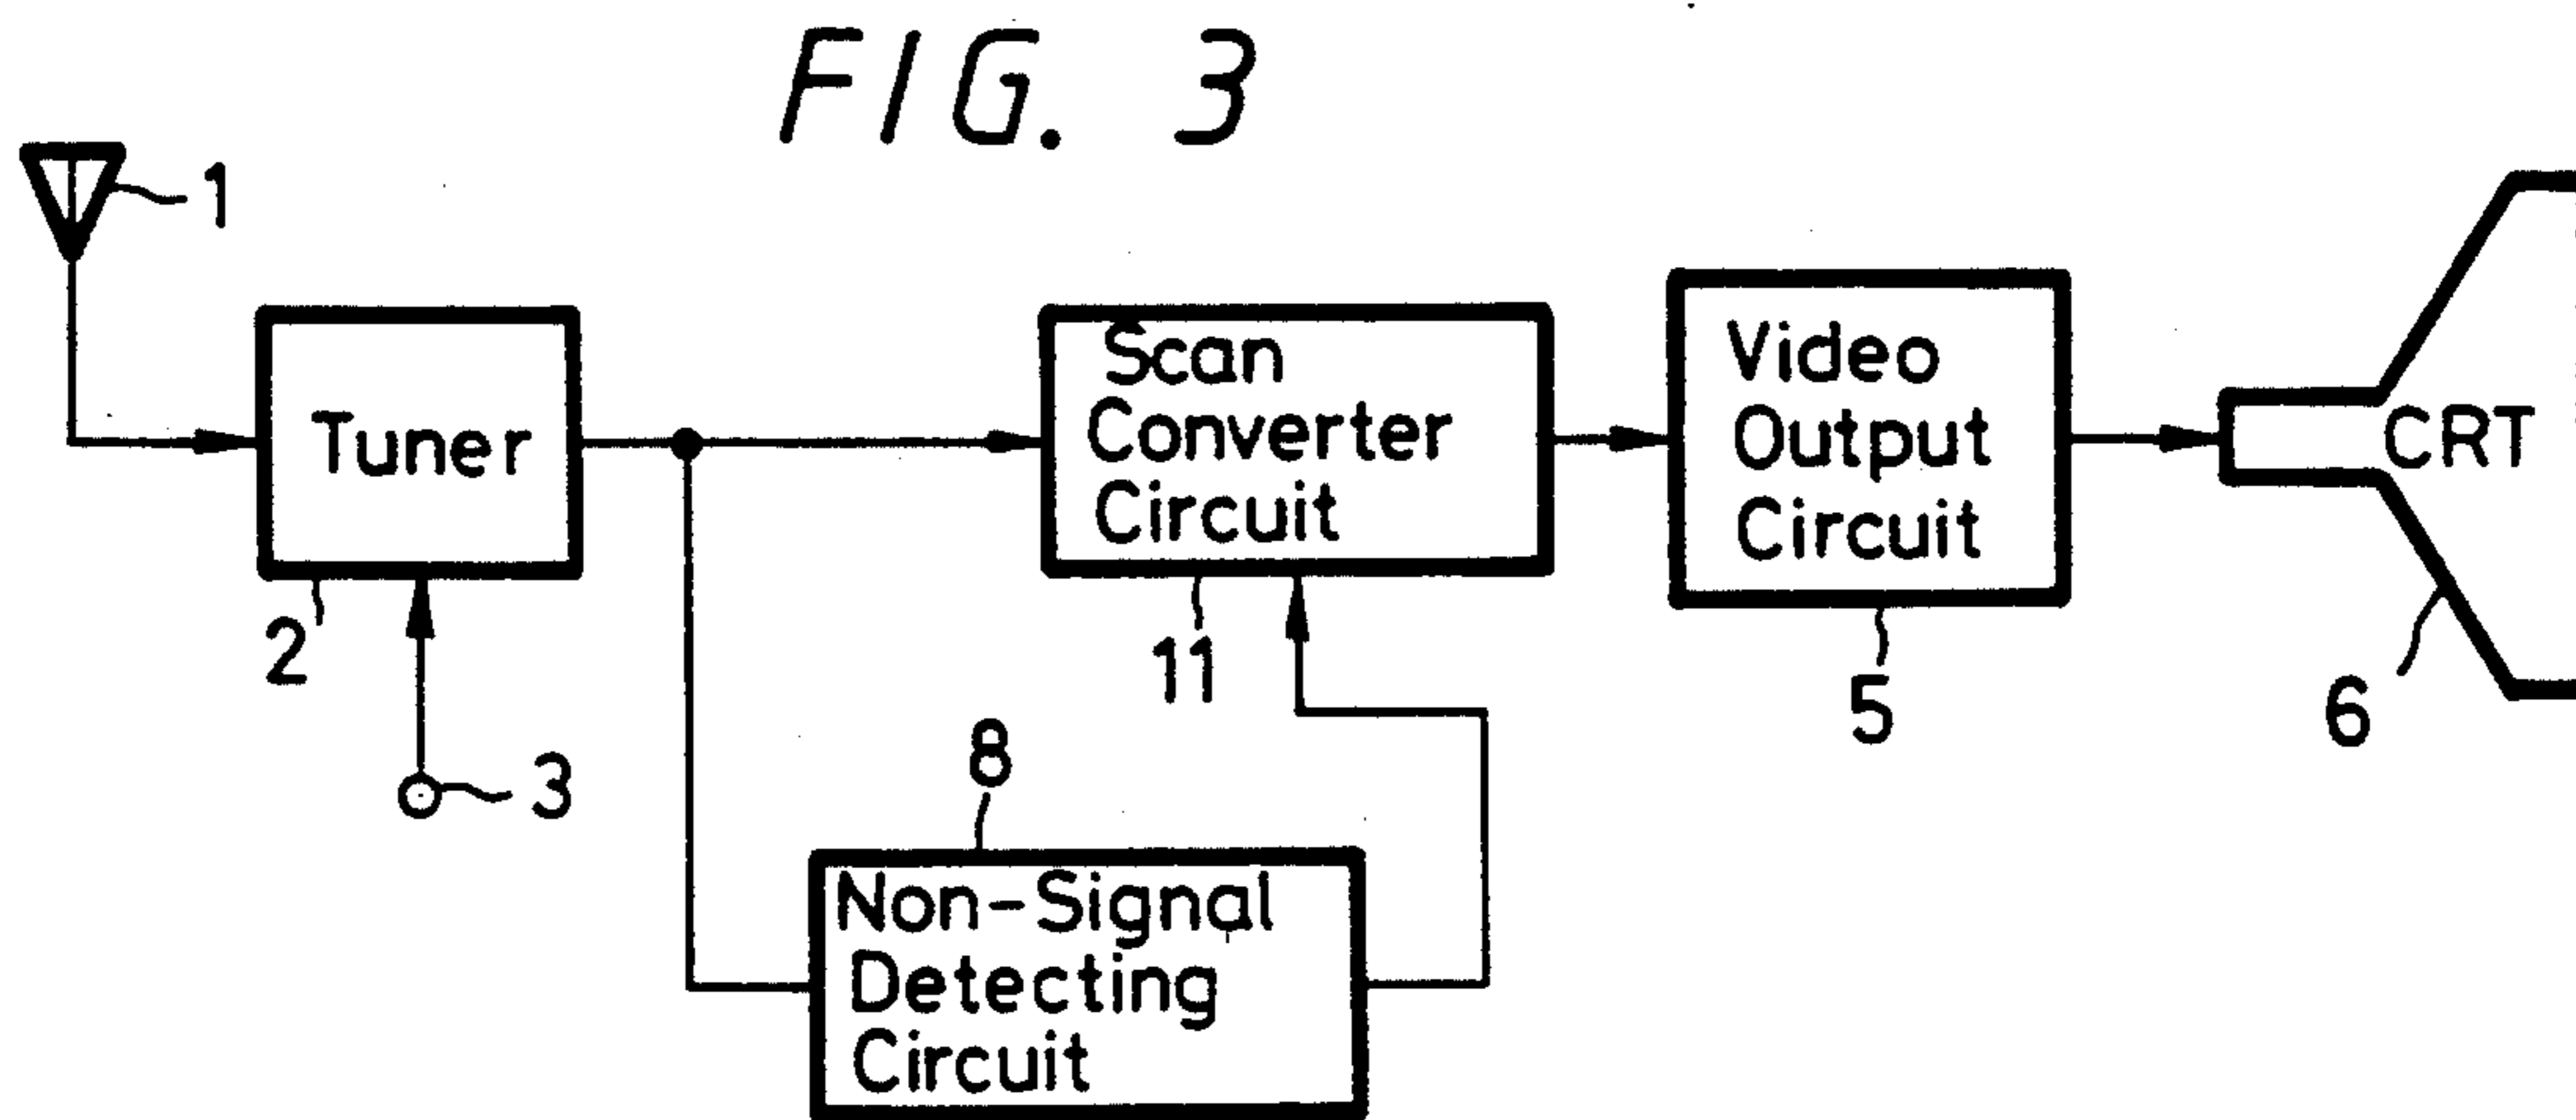 FIG. 3
1
Tuner
2
3
Scan
Converter
Circuit
11
Video
Output
Circuit
5
CRT
6
8
Non-Signal
Detecting
Circuit